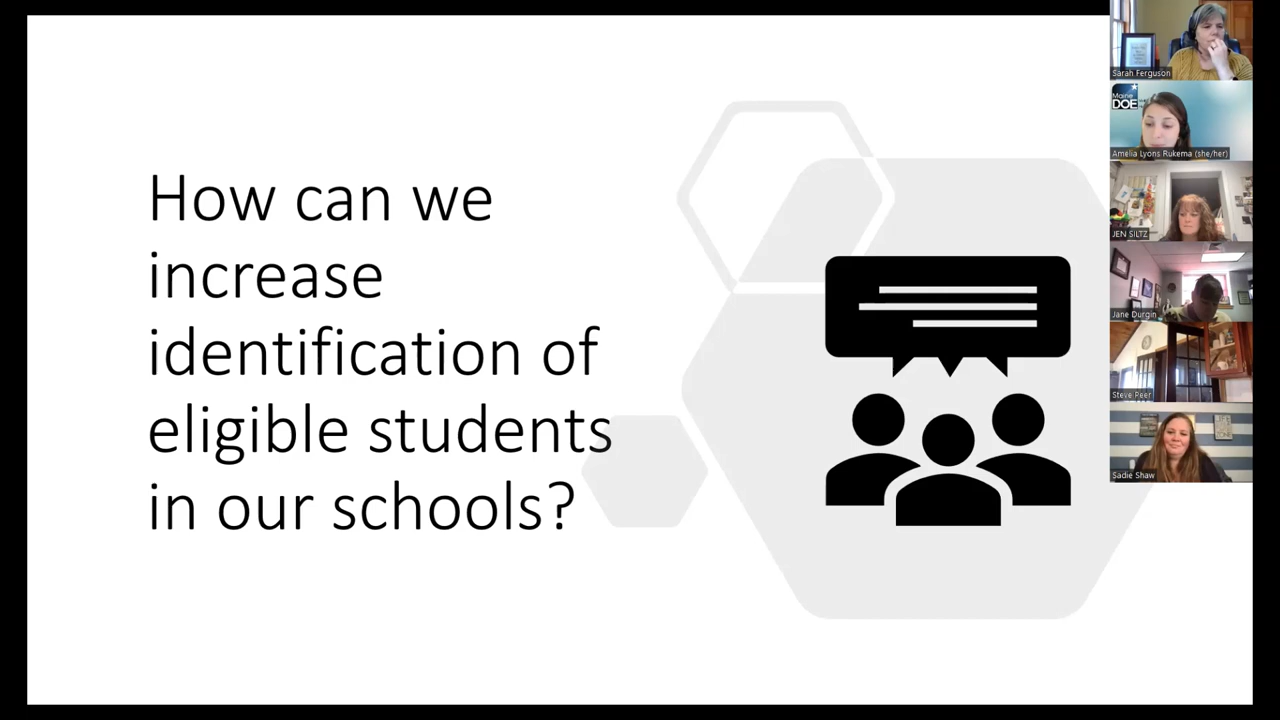 How can we
increase
identification of
eligible students
in our schools?
Sarah Ferguson
Maine
DOE
Amelia Lyons Rukema (she/her)
JEN SILTZ
Jane Durgin
Steve Peer
Sadie Shaw